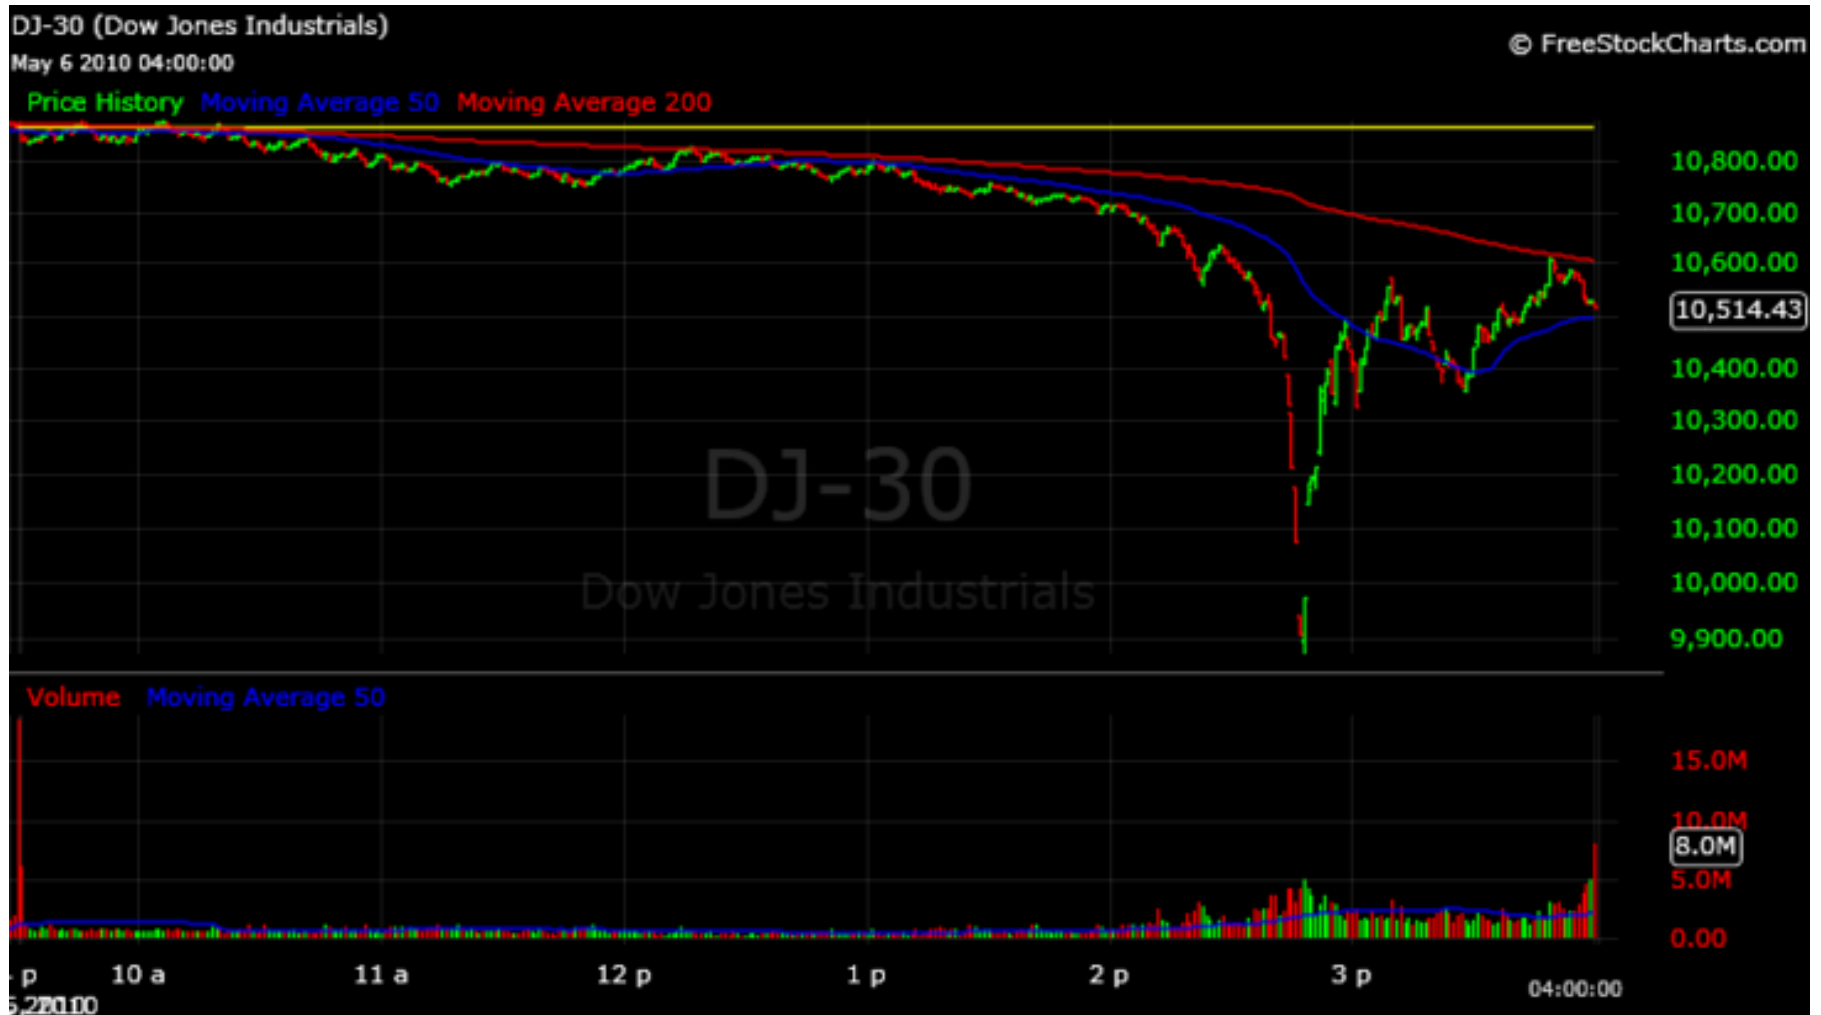 DJ-30 (Dow Jones Industrials)
© FreeStockCharts.com
May 6 2010 04:00:00
Price History Moving Average 50 Moving Average 200
10,800.00
10,700.00
10,600.00
10,514.43
10,400.00
10,300.00
DJ-30
10,200.00
10,100.00
10,000.00
Dow Jones Industrials
9,900.00
Volume Moving Average 50
15.0M
10.0M
8.0M
5.0M
0.00
p 10 a 11 a 12 p 1 p 2 p 3 p
04:00:00